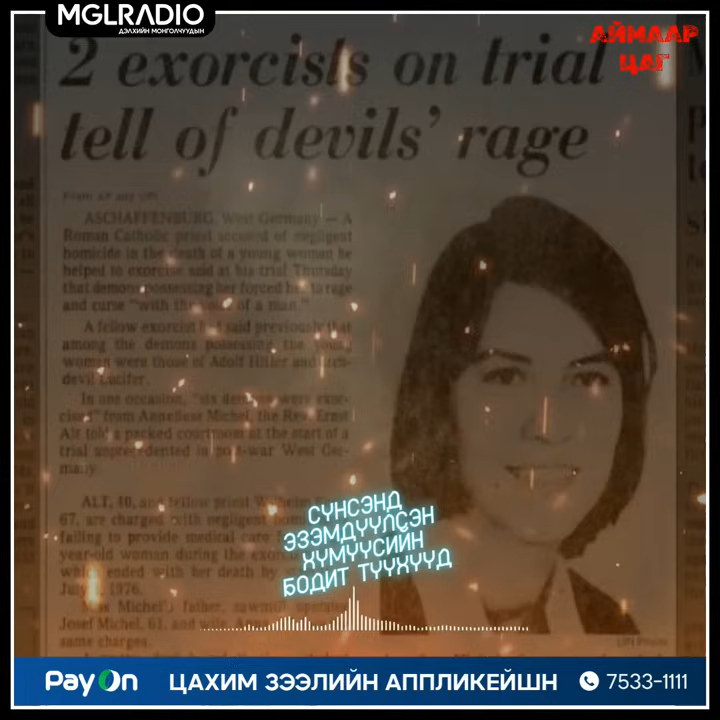 MGLRADIO
ДЭЛХИЙН МОНГОЛЧУУДЫН
АЙМААР
ЦАГ
2 exorcists on trial
tell of devils' rage
ASCHAFFENBURG, West Germany — A
Roman Catholic priest accused of negligent
homicide in the death of a young woman he
helped to exorcise said at his trial Thursday
that demons possessing her forced her to rage
and curse "with the voice of a man."
A fellow exorcist had said previously that
among the demons possessing the young
woman were those of Adolf Hitler and arch-
devil Lucifer.
In one occasion, "six demons were exor-
cised" from Anneliese Michel, the Rev. Ernst
Alt told a packed courtroom at the start of a
trial unprecedented in post-war West Ger-
many.
ALT, 40, and fellow priest Wilhelm
67, are charged with negligent
failing to provide medical care
year-old woman during the
which ended with her death by
July 1, 1976.
Miss Michel's father, sawmill operator
Josef Michel, 61, and wife, Anna
same charges.
UPI Photo
СҮНСЭНД
ЭЗЭМДҮҮЛСЭН
ХҮМҮҮСИЙН
БОДИТ ТҮҮХҮҮД
PayOn ЦАХИМ ЗЭЭЛИЙН АППЛИКЕЙШН 7533-1111